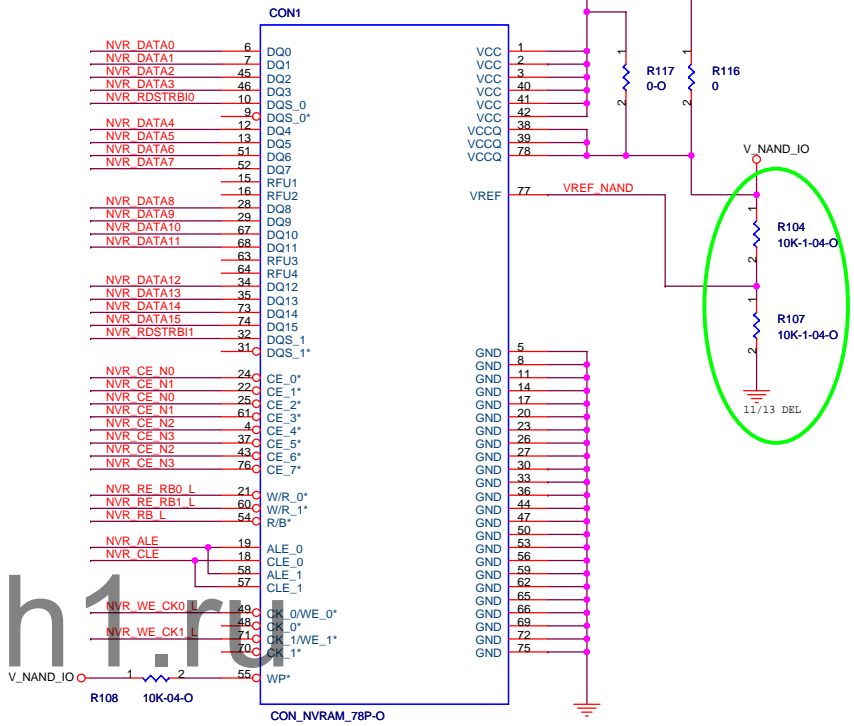 CON1
NVR_DATA0 6 DQ0 VCC 1
NVR_DATA1 7 DQ1 VCC 2
NVR_DATA2 45 DQ2 VCC 3
NVR_DATA3 46 DQ3 VCC 40
NVR_RDSTRBI0 10 DQS_0 VCC 41
9 DQS_0* VCC 42
NVR_DATA4 12 DQ4 VCCQ 38
NVR_DATA5 13 DQ5 VCCQ 39
NVR_DATA6 51 DQ6 VCCQ 78
NVR_DATA7 52 DQ7
15 RFU1
16 RFU2 VREF 77 VREF_NAND
NVR_DATA8 28 DQ8
NVR_DATA9 29 DQ9
NVR_DATA10 67 DQ10
NVR_DATA11 68 DQ11
63 RFU3
64 RFU4
NVR_DATA12 34 DQ12
NVR_DATA13 35 DQ13
NVR_DATA14 73 DQ14
NVR_DATA15 74 DQ15
NVR_RDSTRBI1 32 DQS_1
31 DQS_1*
NVR_CE_N0 24 CE_0*
NVR_CE_N1 22 CE_1*
NVR_CE_N0 25 CE_2*
NVR_CE_N1 61 CE_3*
NVR_CE_N2 4 CE_4*
NVR_CE_N3 37 CE_5*
NVR_CE_N2 43 CE_6*
NVR_CE_N3 76 CE_7*
NVR_RE_RB0_L 21 W/R_0*
NVR_RE_RB1_L 60 W/R_1*
NVR_RB_L 54 R/B*
NVR_ALE 19 ALE_0
NVR_CLE 18 CLE_0
58 ALE_1
57 CLE_1
NVR_WE_CK0_L 49 CK_0/WE_0*
48 CK_0*
NVR_WE_CK1_L 71 CK_1/WE_1*
70 CK_1*
V_NAND_IO 1 2 55 WP*
R108 10K-04-O
GND 5
GND 8
GND 11
GND 14
GND 17
GND 20
GND 23
GND 26
GND 27
GND 30
GND 33
GND 36
GND 44
GND 47
GND 50
GND 53
GND 56
GND 59
GND 62
GND 65
GND 66
GND 69
GND 72
GND 75
CON_NVRAM_78P-O
1
R117
0-O
2
1
R116
0
2
V_NAND_IO
1
R104
10K-1-04-O
2
1
R107
10K-1-04-O
2
11/13 DEL
h1.ru